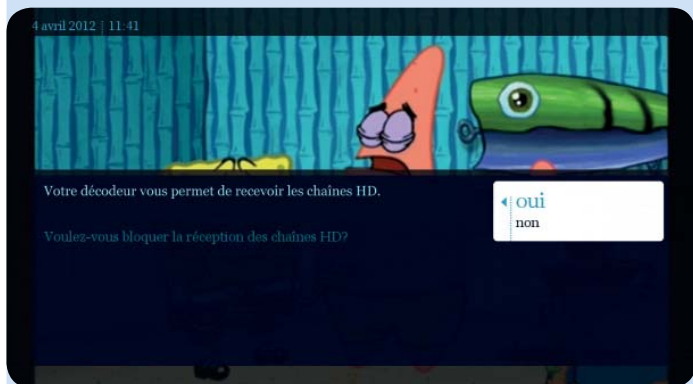 4 avril 2012 | 11:41
Votre décodeur vous permet de recevoir les chaînes HD.
oui
non
Voulez-vous bloquer la réception des chaînes HD?